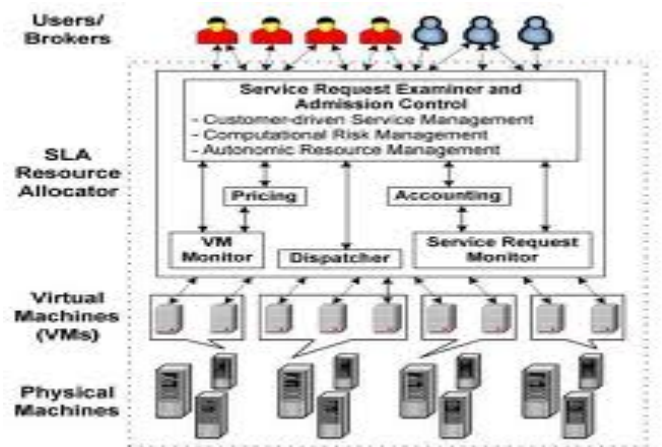 Users/
Brokers
Service Request Examiner and
Admission Control
- Customer-driven Service Management
- Computational Risk Management
- Autonomic Resource Management
SLA
Resource
Allocator
Pricing
Accounting
VM
Monitor
Dispatcher
Service Request
Monitor
Virtual
Machines
(VMs)
Physical
Machines